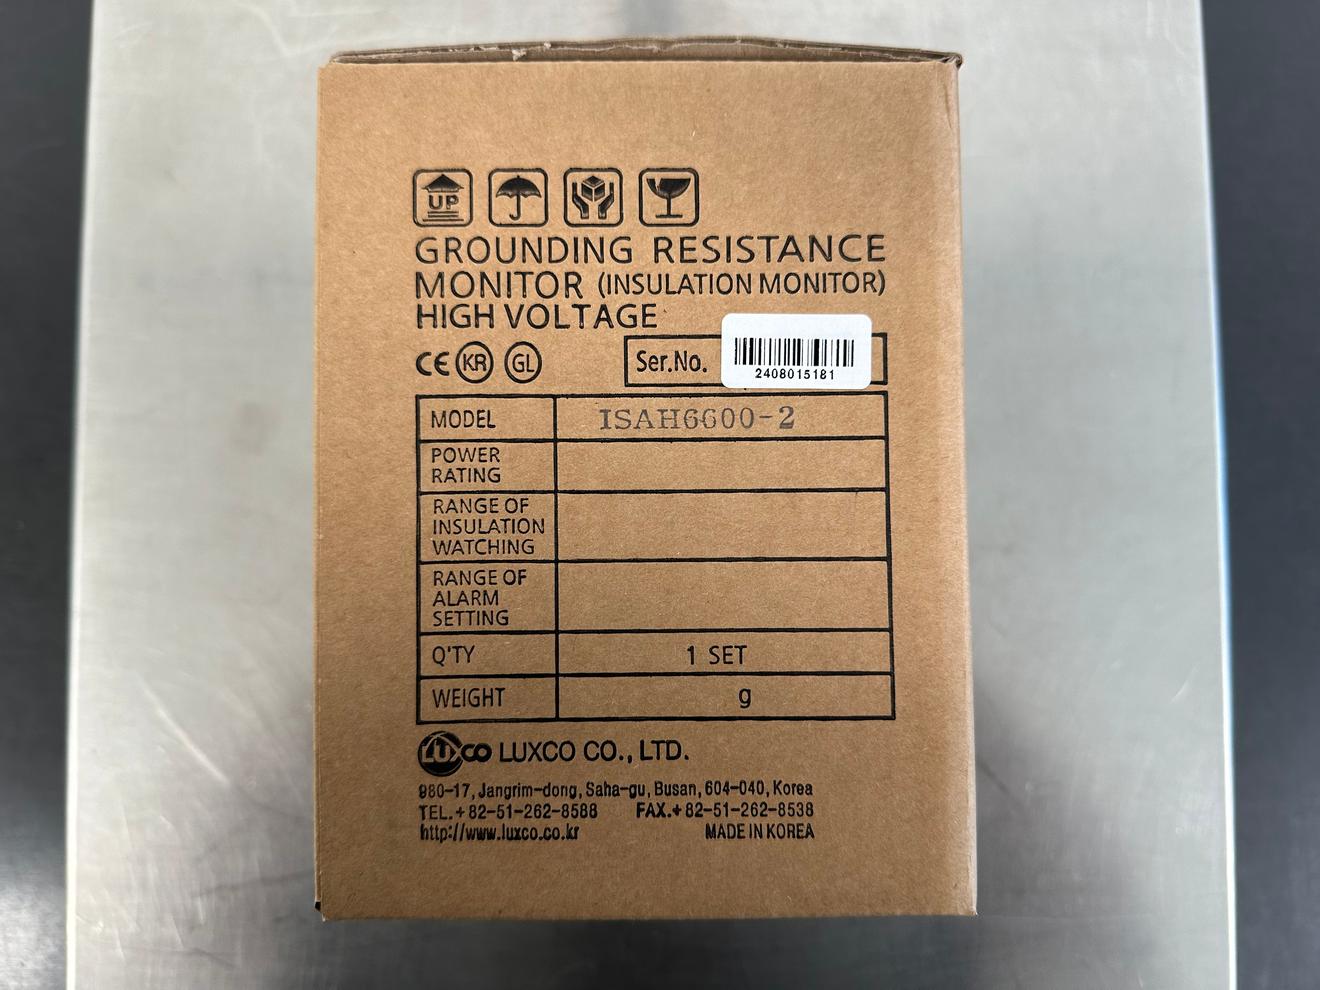 UP
GROUNDING RESISTANCE
MONITOR (INSULATION MONITOR)
HIGH VOLTAGE
CE KR GL
Ser.No.
2408015181
MODEL ISAH6600-2
POWER
RATING
RANGE OF
INSULATION
WATCHING
RANGE OF
ALARM
SETTING
Q'TY 1 SET
WEIGHT g
LUXCO LUXCO CO., LTD.
980-17, Jangrim-dong, Saha-gu, Busan, 604-040, Korea
TEL.+82-51-262-8588 FAX.+82-51-262-8538
http://www.luxco.co.kr MADE IN KOREA